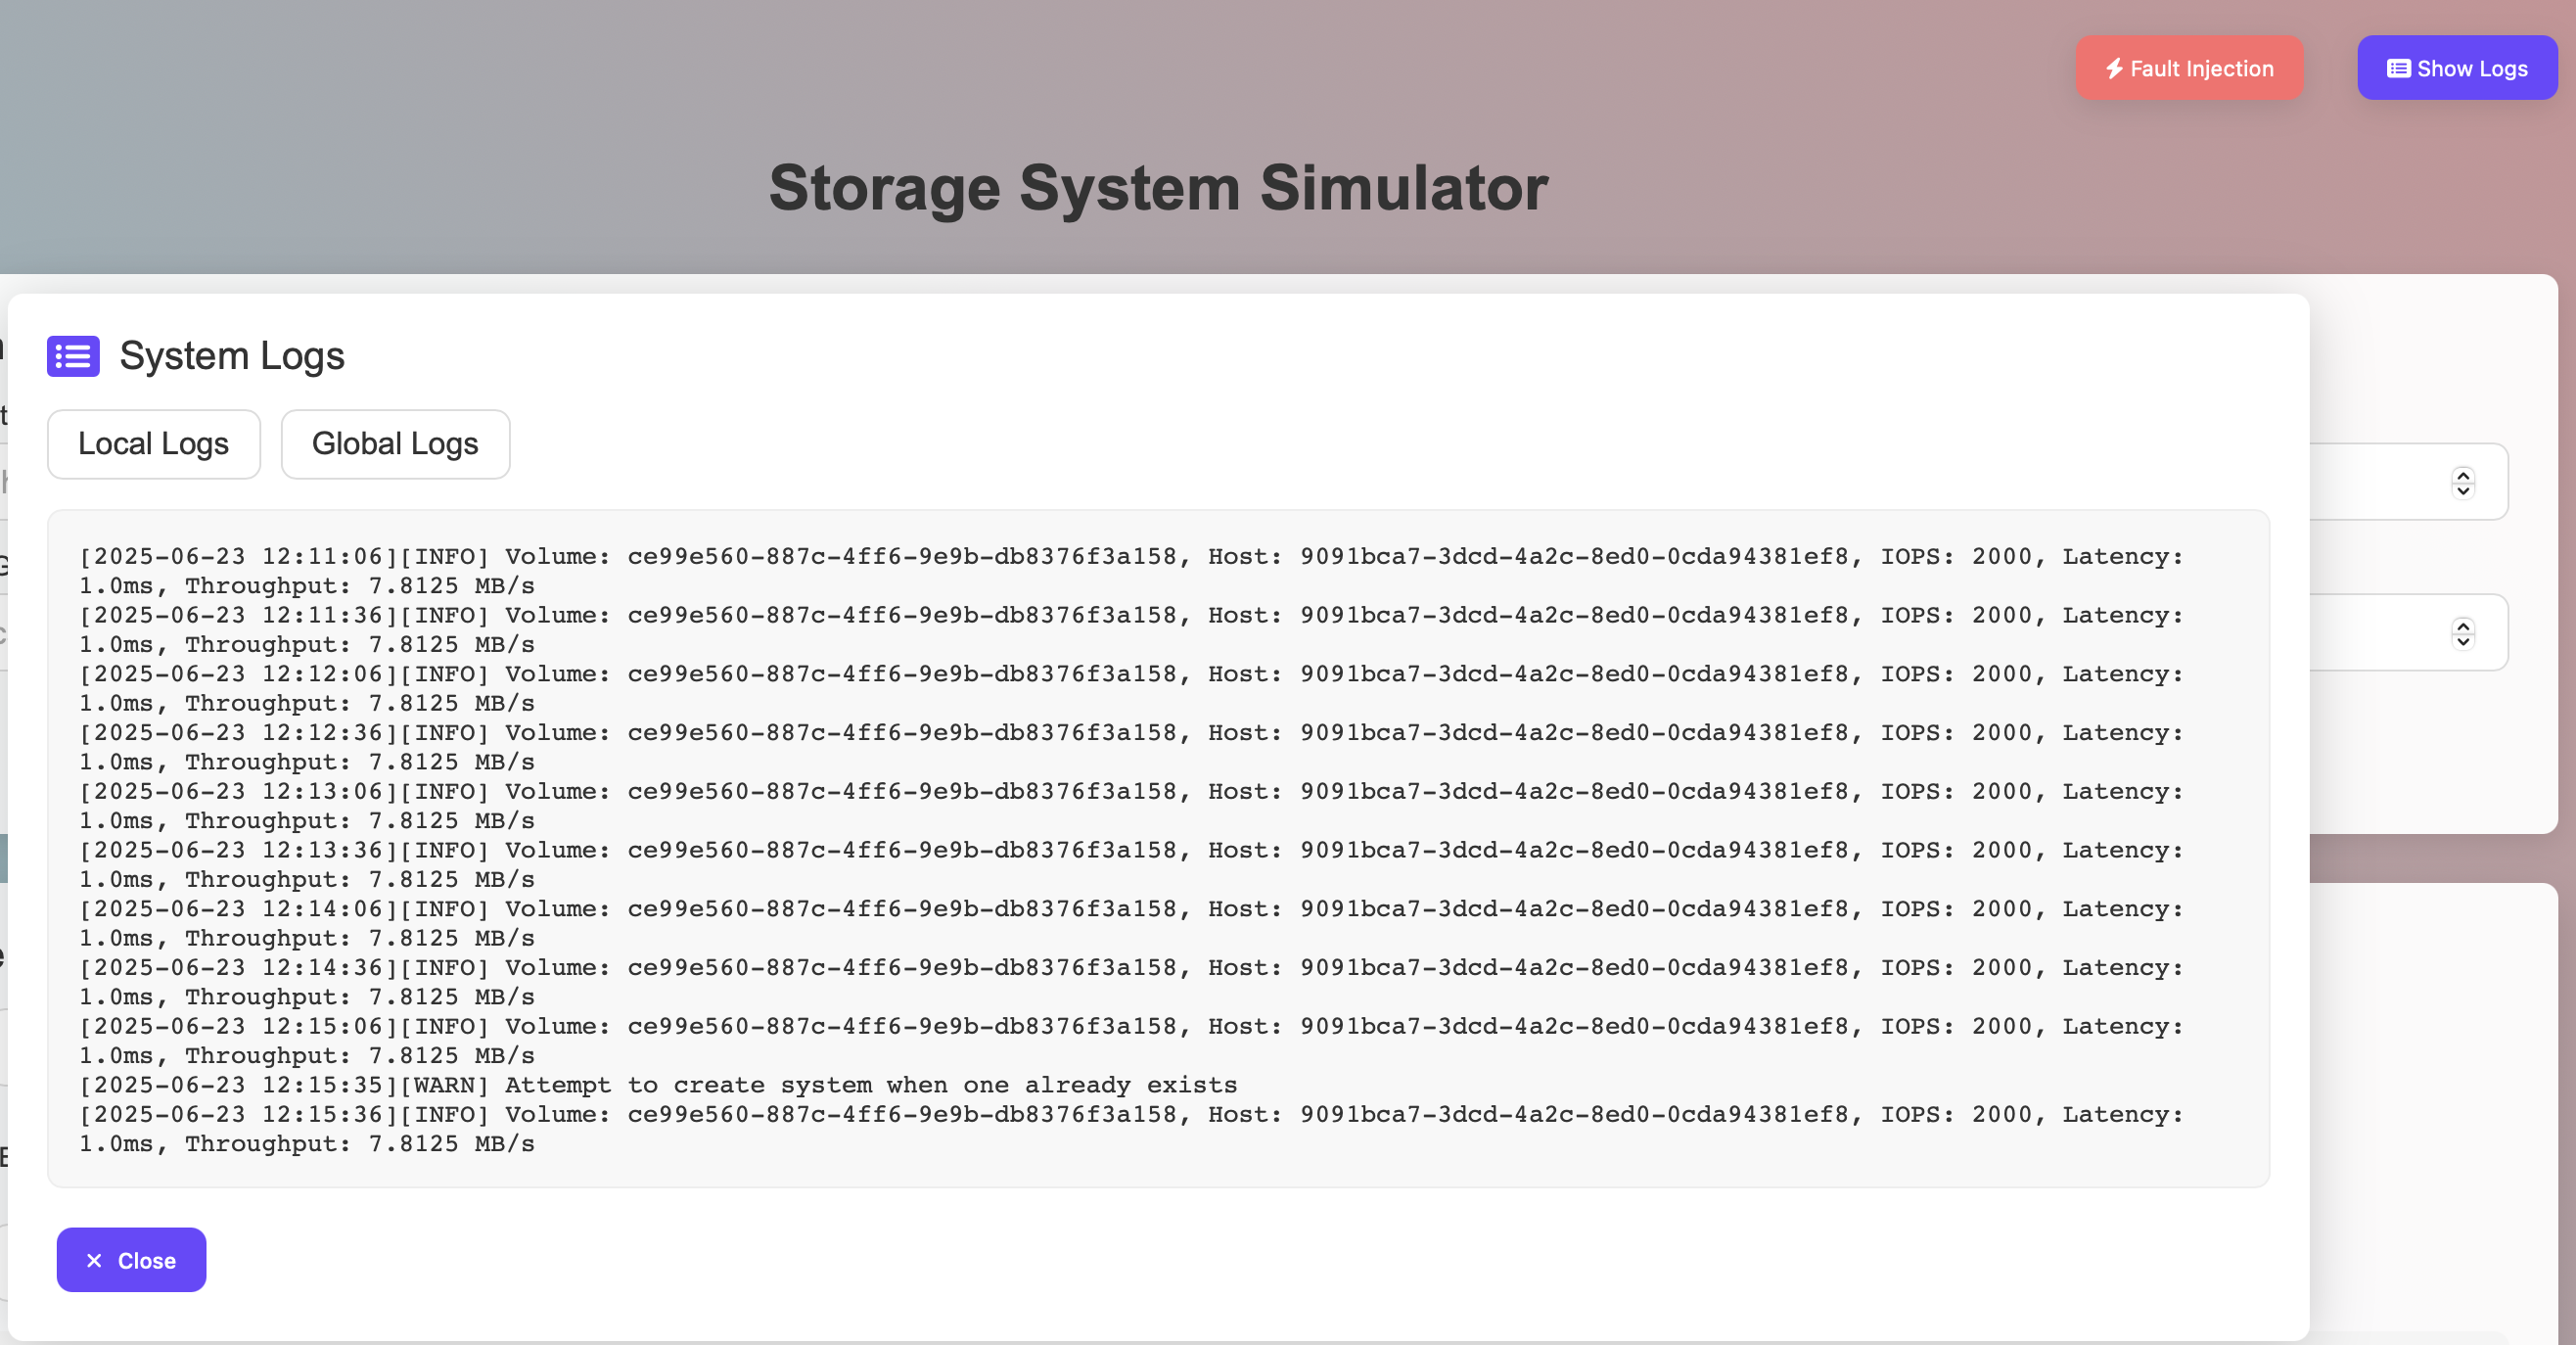 Fault Injection
Show Logs
Storage System Simulator
System Logs
Local Logs
Global Logs
[2025-06-23 12:11:06][INFO] Volume: ce99e560-887c-4ff6-9e9b-db8376f3a158, Host: 9091bca7-3dcd-4a2c-8ed0-0cda94381ef8, IOPS: 2000, Latency:
1.0ms, Throughput: 7.8125 MB/s
[2025-06-23 12:11:36][INFO] Volume: ce99e560-887c-4ff6-9e9b-db8376f3a158, Host: 9091bca7-3dcd-4a2c-8ed0-0cda94381ef8, IOPS: 2000, Latency:
1.0ms, Throughput: 7.8125 MB/s
[2025-06-23 12:12:06][INFO] Volume: ce99e560-887c-4ff6-9e9b-db8376f3a158, Host: 9091bca7-3dcd-4a2c-8ed0-0cda94381ef8, IOPS: 2000, Latency:
1.0ms, Throughput: 7.8125 MB/s
[2025-06-23 12:12:36][INFO] Volume: ce99e560-887c-4ff6-9e9b-db8376f3a158, Host: 9091bca7-3dcd-4a2c-8ed0-0cda94381ef8, IOPS: 2000, Latency:
1.0ms, Throughput: 7.8125 MB/s
[2025-06-23 12:13:06][INFO] Volume: ce99e560-887c-4ff6-9e9b-db8376f3a158, Host: 9091bca7-3dcd-4a2c-8ed0-0cda94381ef8, IOPS: 2000, Latency:
1.0ms, Throughput: 7.8125 MB/s
[2025-06-23 12:13:36][INFO] Volume: ce99e560-887c-4ff6-9e9b-db8376f3a158, Host: 9091bca7-3dcd-4a2c-8ed0-0cda94381ef8, IOPS: 2000, Latency:
1.0ms, Throughput: 7.8125 MB/s
[2025-06-23 12:14:06][INFO] Volume: ce99e560-887c-4ff6-9e9b-db8376f3a158, Host: 9091bca7-3dcd-4a2c-8ed0-0cda94381ef8, IOPS: 2000, Latency:
1.0ms, Throughput: 7.8125 MB/s
[2025-06-23 12:14:36][INFO] Volume: ce99e560-887c-4ff6-9e9b-db8376f3a158, Host: 9091bca7-3dcd-4a2c-8ed0-0cda94381ef8, IOPS: 2000, Latency:
1.0ms, Throughput: 7.8125 MB/s
[2025-06-23 12:15:06][INFO] Volume: ce99e560-887c-4ff6-9e9b-db8376f3a158, Host: 9091bca7-3dcd-4a2c-8ed0-0cda94381ef8, IOPS: 2000, Latency:
1.0ms, Throughput: 7.8125 MB/s
[2025-06-23 12:15:35][WARN] Attempt to create system when one already exists
[2025-06-23 12:15:36][INFO] Volume: ce99e560-887c-4ff6-9e9b-db8376f3a158, Host: 9091bca7-3dcd-4a2c-8ed0-0cda94381ef8, IOPS: 2000, Latency:
1.0ms, Throughput: 7.8125 MB/s
Close